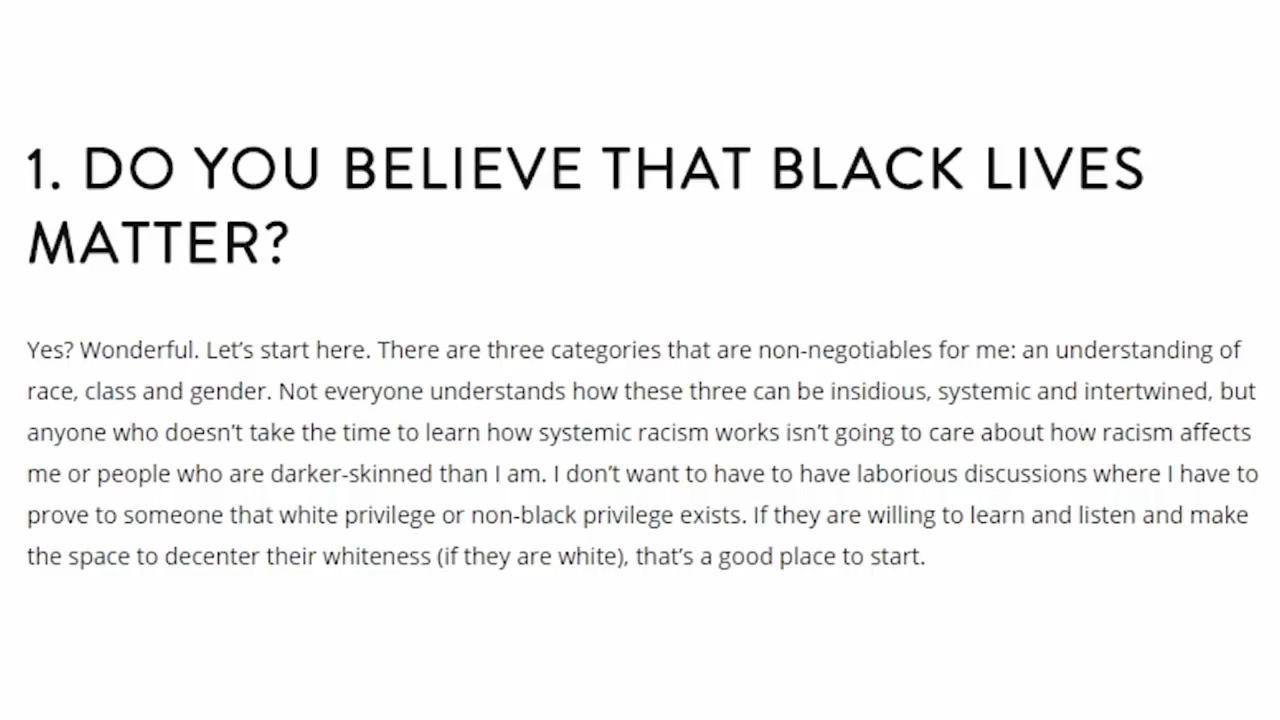 1. DO YOU BELIEVE THAT BLACK LIVES
MATTER?
Yes? Wonderful. Let’s start here. There are three categories that are non-negotiables for me: an understanding of
race, class and gender. Not everyone understands how these three can be insidious, systemic and intertwined, but
anyone who doesn’t take the time to learn how systemic racism works isn’t going to care about how racism affects
me or people who are darker-skinned than I am. I don’t want to have to have laborious discussions where I have to
prove to someone that white privilege or non-black privilege exists. If they are willing to learn and listen and make
the space to decenter their whiteness (if they are white), that’s a good place to start.